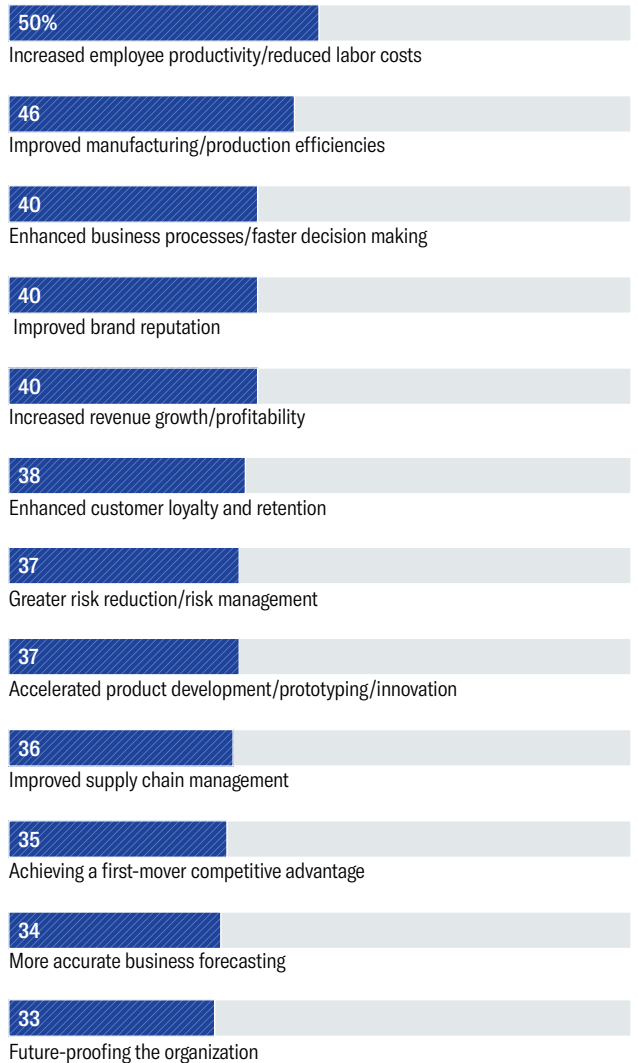 50%
Increased employee productivity/reduced labor costs
46
Improved manufacturing/production efficiencies
40
Enhanced business processes/faster decision making
40
Improved brand reputation
40
Increased revenue growth/profitability
38
Enhanced customer loyalty and retention
37
Greater risk reduction/risk management
37
Accelerated product development/prototyping/innovation
36
Improved supply chain management
35
Achieving a first-mover competitive advantage
34
More accurate business forecasting
33
Future-proofing the organization